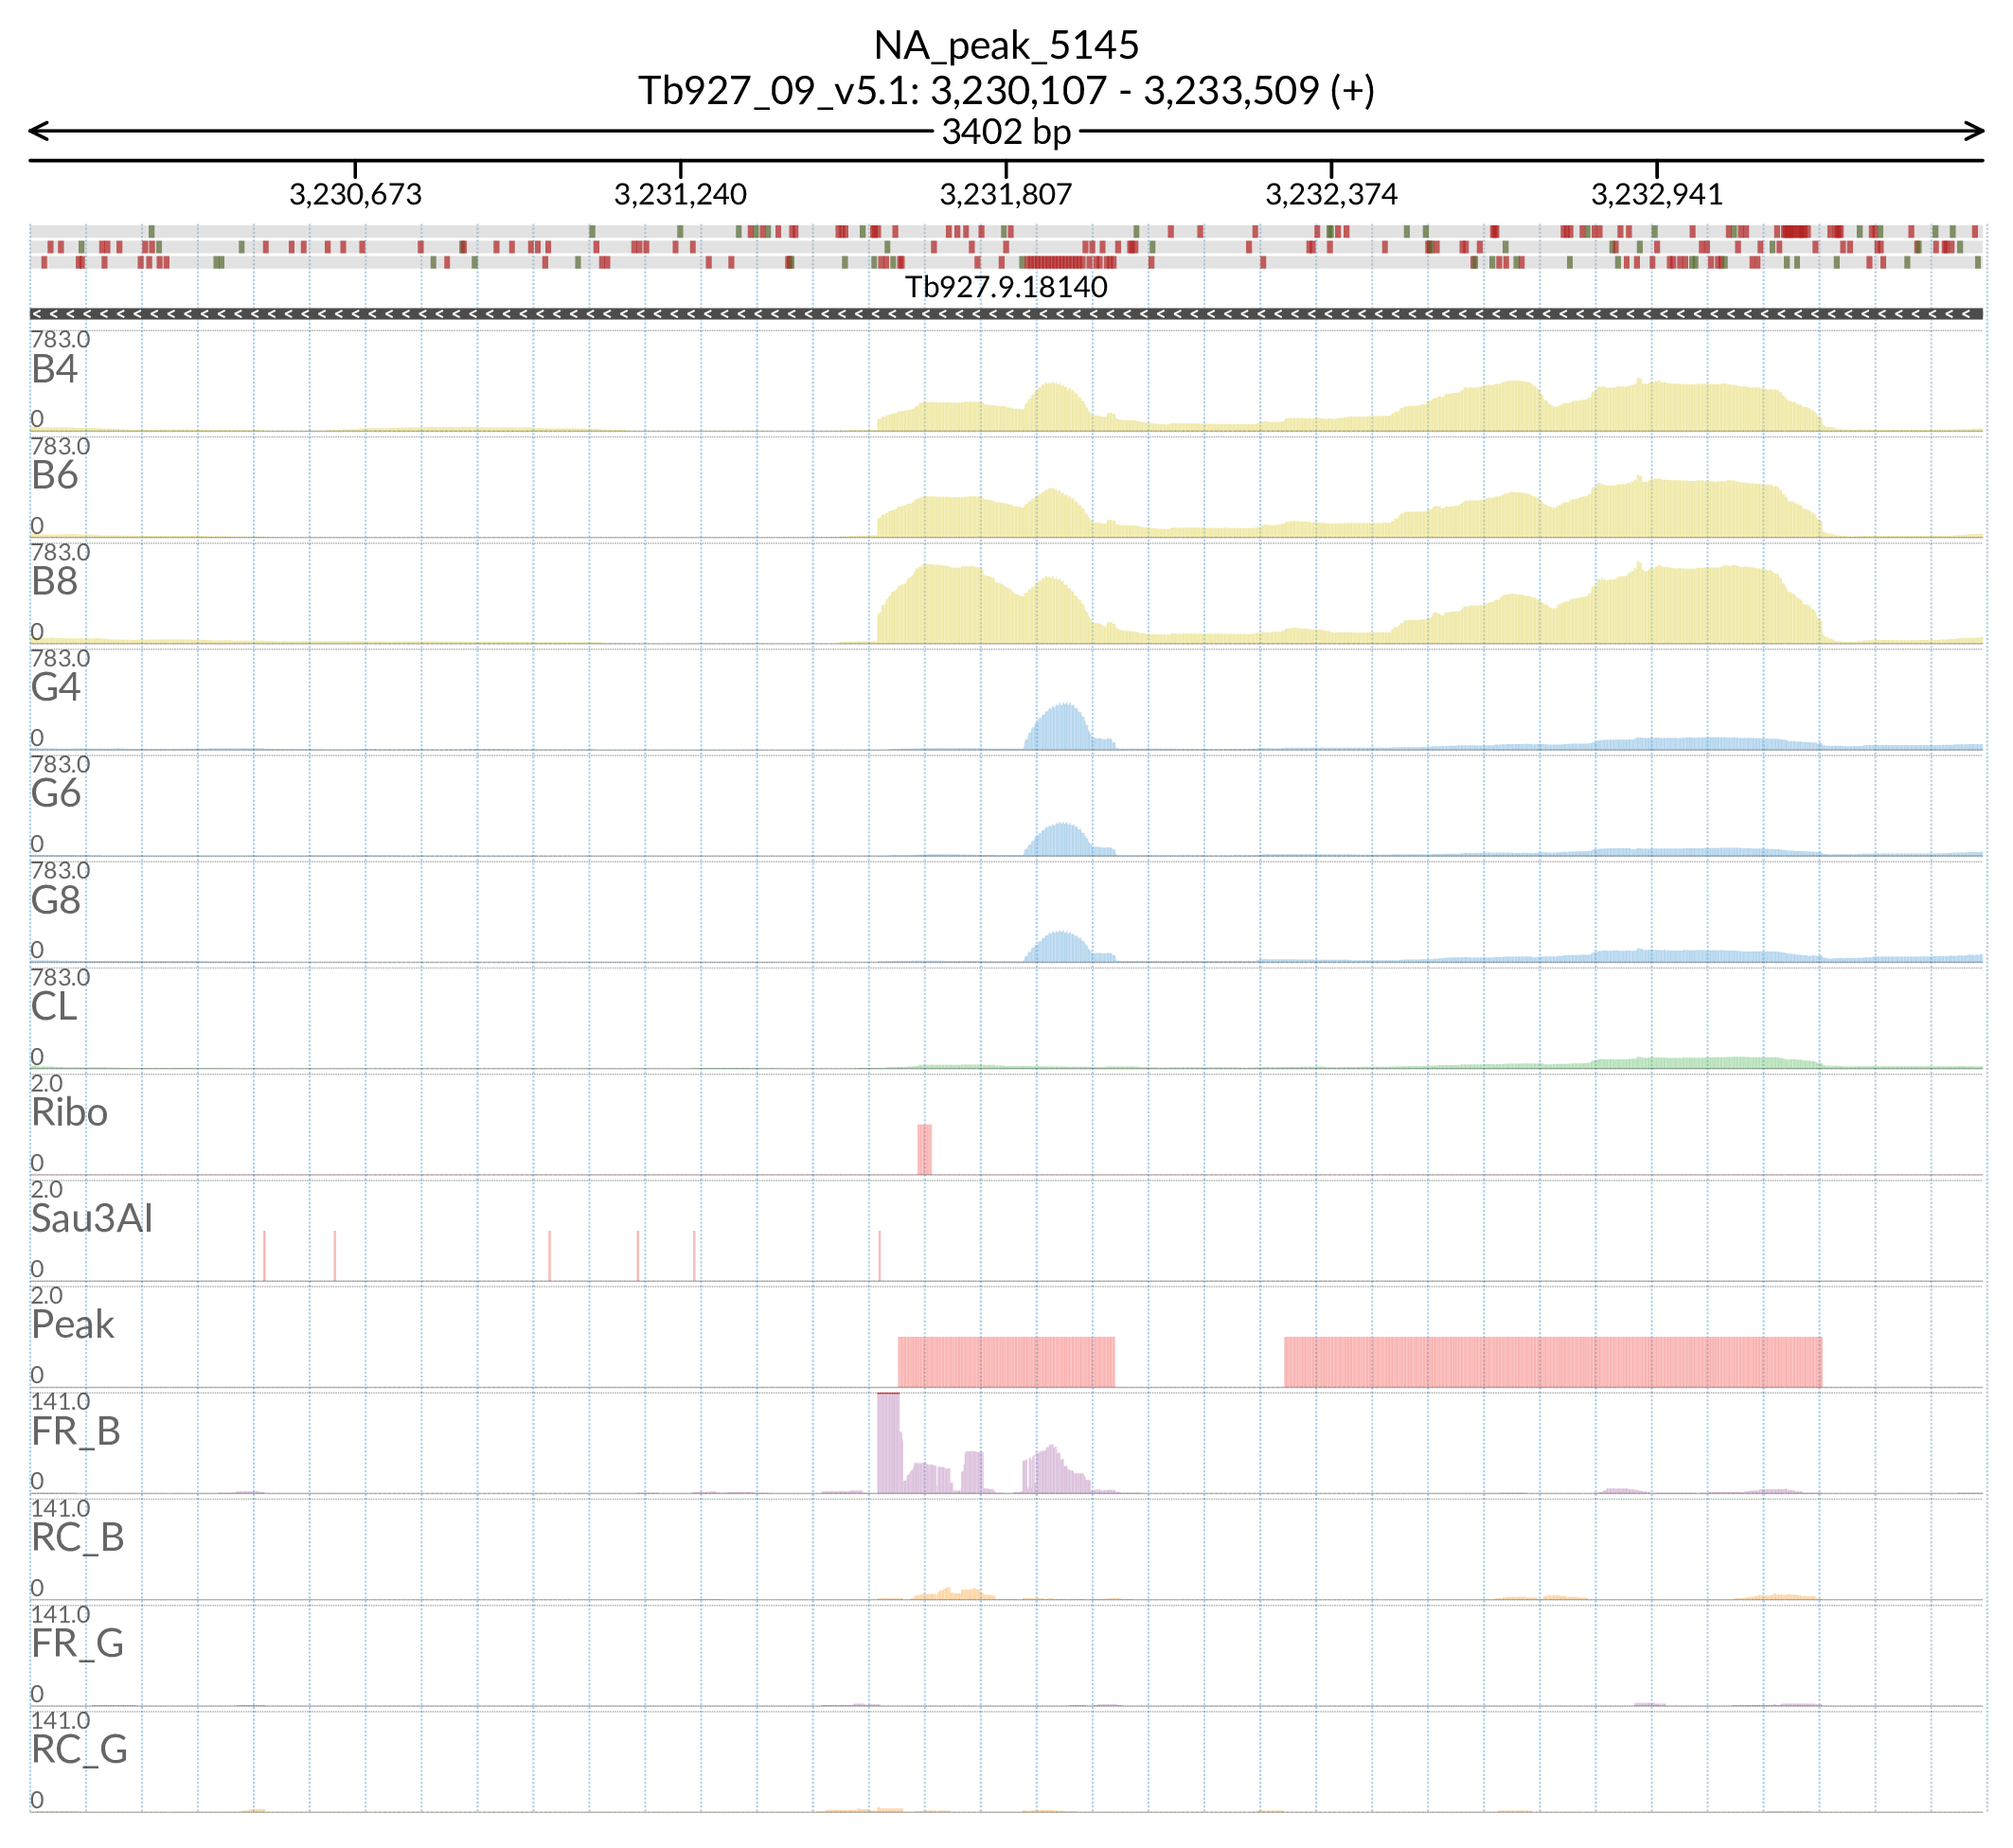 NA_peak_5145
Tb927_09_v5.1: 3,230,107 - 3,233,509 (+)
3402 bp
3,230,673 3,231,240 3,231,807 3,232,374 3,232,941
Tb927.9.18140
783.0
B4
0
783.0
B6
0
783.0
B8
0
783.0
G4
0
783.0
G6
0
783.0
G8
0
783.0
CL
0
2.0
Ribo
0
2.0
Sau3AI
0
2.0
Peak
0
141.0
FR_B
0
141.0
RC_B
0
141.0
FR_G
0
141.0
RC_G
0